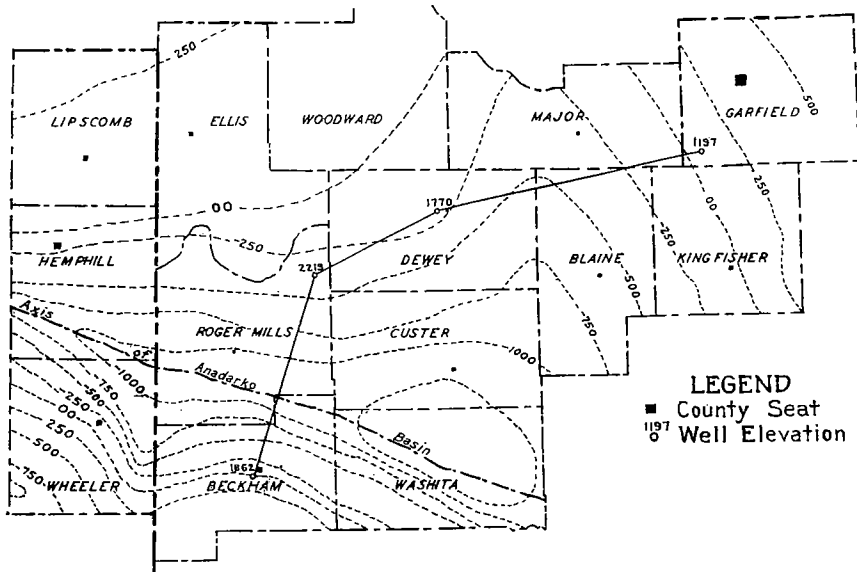 250
LIPSCOMB
ELLIS
WOODWARD
MAJOR
GARFIELD
500
1197
250
00
1770
00
250
2219
HEMPHILL
DEWEY
BLAINE
KINGFISHER
-250
-500
-750
Axis
of
Anadarko
Basin
ROGER MILLS
CUSTER
1000
-1000
-750
-500
-250
00
250
500
750
WHEELER
1862
BECKHAM
WASHITA
LEGEND
County Seat
1197 Well Elevation